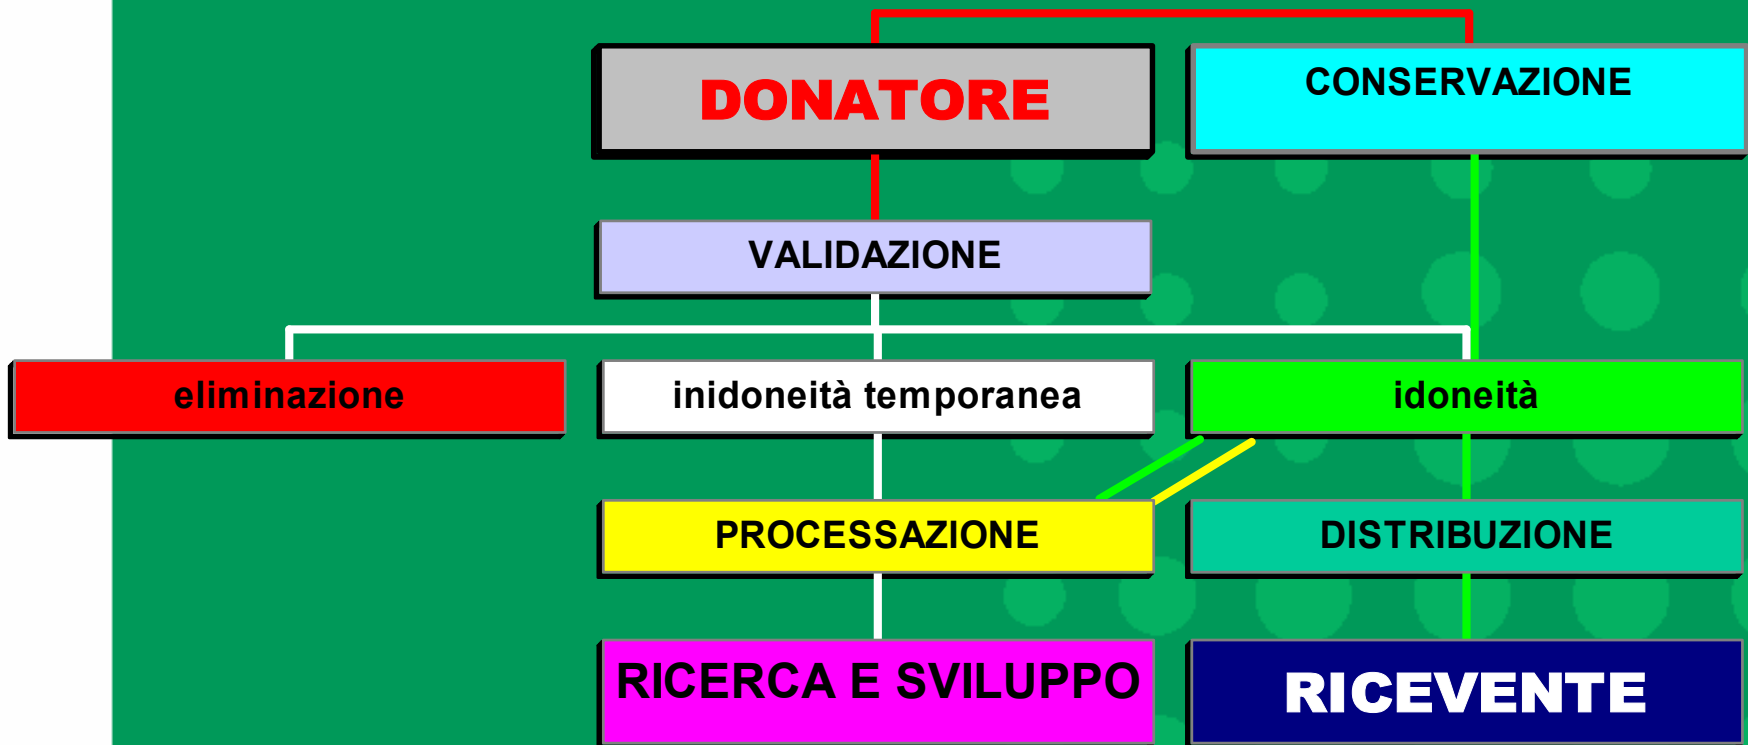 DONATORE
CONSERVAZIONE
VALIDAZIONE
eliminazione
inidoneità temporanea
idoneità
PROCESSAZIONE
DISTRIBUZIONE
RICERCA E SVILUPPO
RICEVENTE